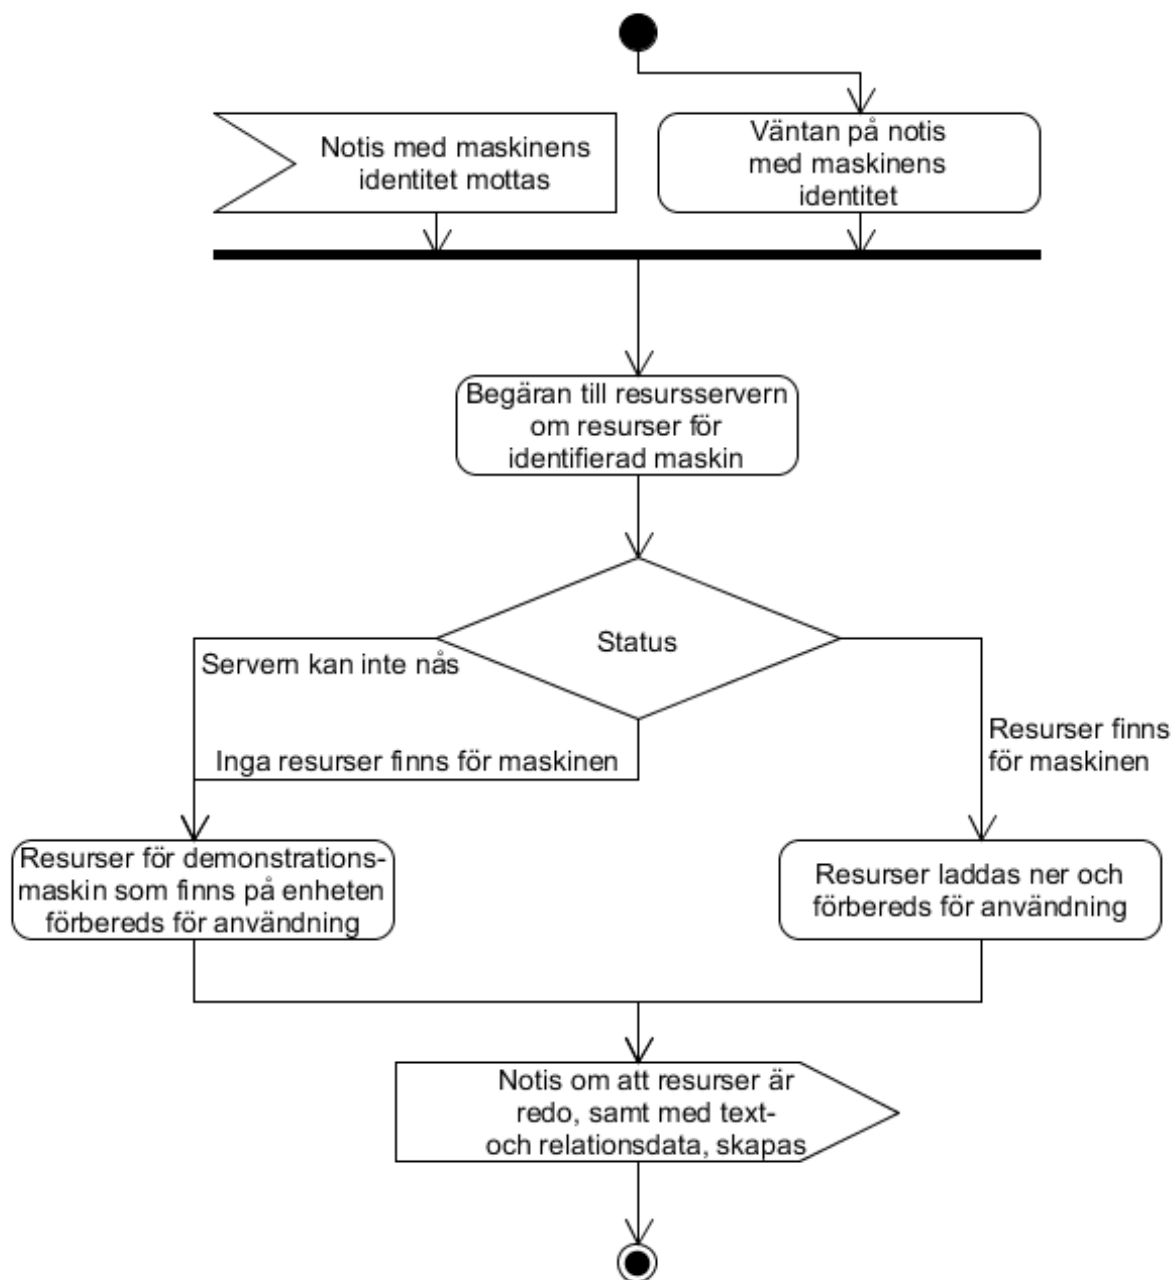 Notis med maskinens
identitet mottas
Väntan på notis
med maskinens
identitet
Begäran till resursservern
om resurser för
identifierad maskin
Status
Servern kan inte nås
Inga resurser finns för maskinen
Resurser finns
för maskinen
Resurser för demonstrations-
maskin som finns på enheten
förbereds för användning
Resurser laddas ner och
förbereds för användning
Notis om att resurser är
redo, samt med text-
och relationsdata, skapas